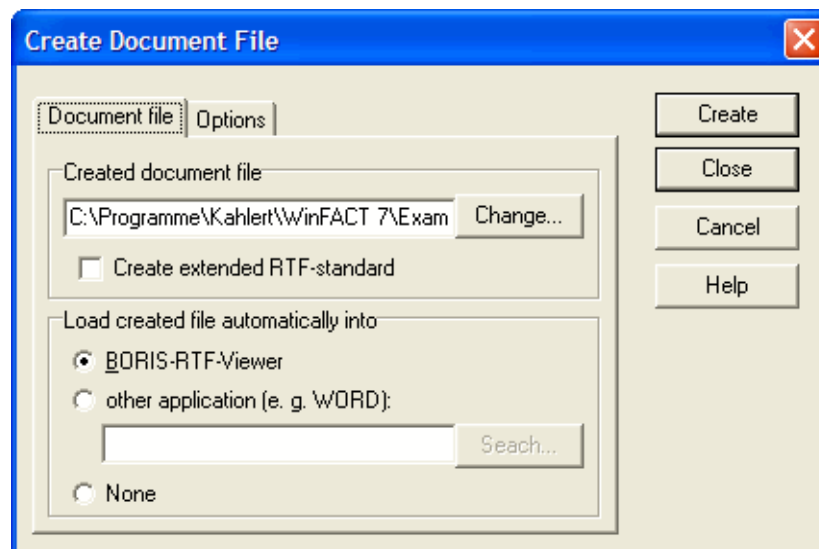 Create Document File
Document file
Options
Created document file
C:\Programme\Kahlert\WinFACT 7\Exam
Change...
Create extended RTF-standard
Load created file automatically into
BORIS-RTF-Viewer
other application (e. g. WORD):
Seach...
None
Create
Close
Cancel
Help